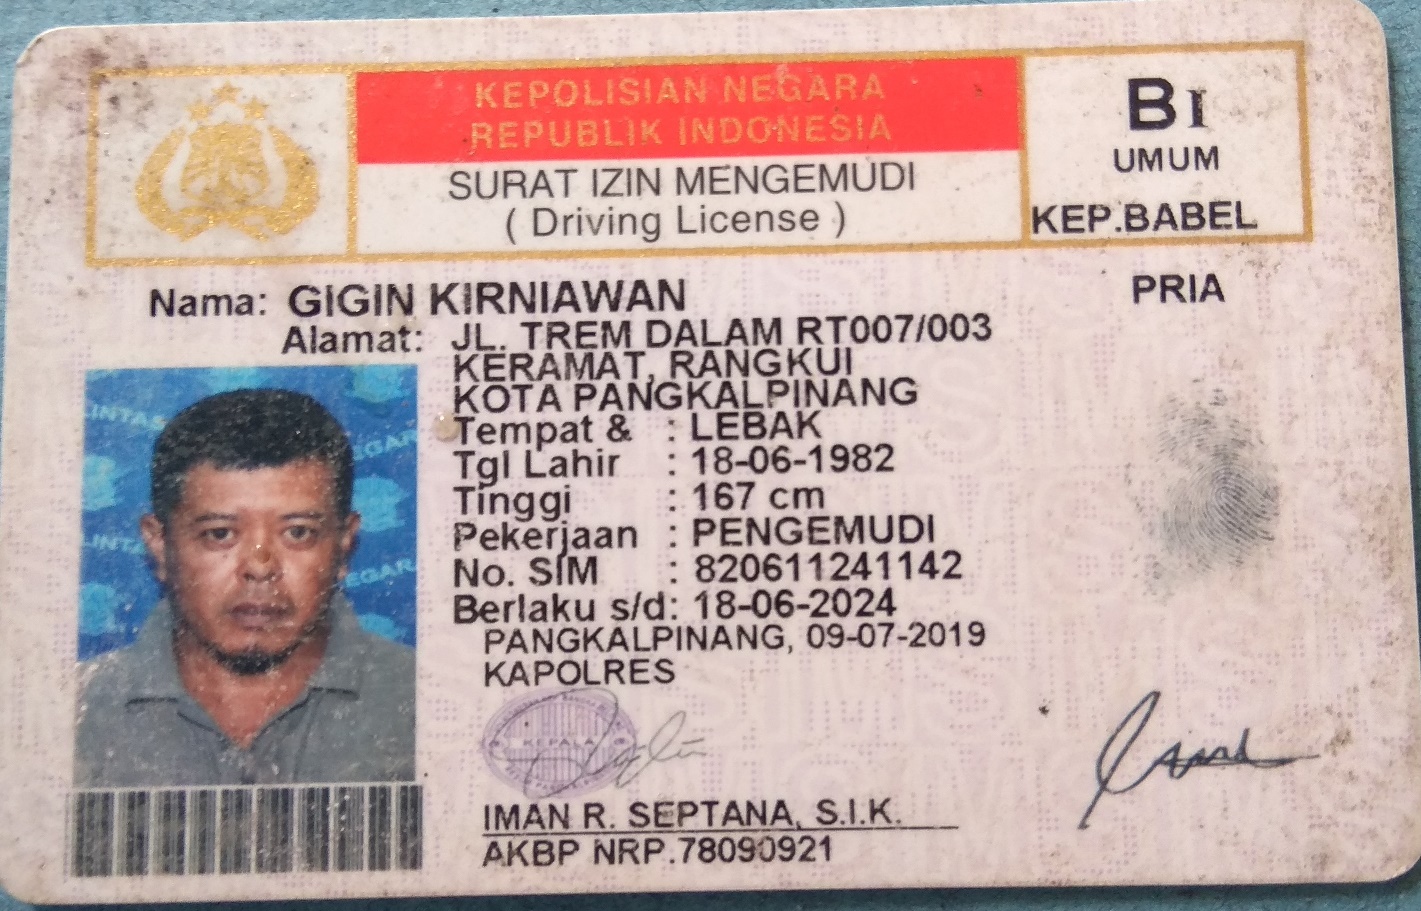 KEPOLISIAN NEGARA
REPUBLIK INDONESIA
SURAT IZIN MENGEMUDI
( Driving License )
B I
UMUM
KEP.BABEL
PRIA
Nama: GIGIN KIRNIAWAN
Alamat: JL. TREM DALAM RT007/003
KERAMAT, RANGKUI
KOTA PANGKALPINANG
Tempat & : LEBAK
Tgl Lahir : 18-06-1982
Tinggi : 167 cm
Pekerjaan : PENGEMUDI
No. SIM : 820611241142
Berlaku s/d: 18-06-2024
PANGKALPINANG, 09-07-2019
KAPOLRES
KEPALA
IMAN R. SEPTANA, S.I.K.
AKBP NRP.78090921